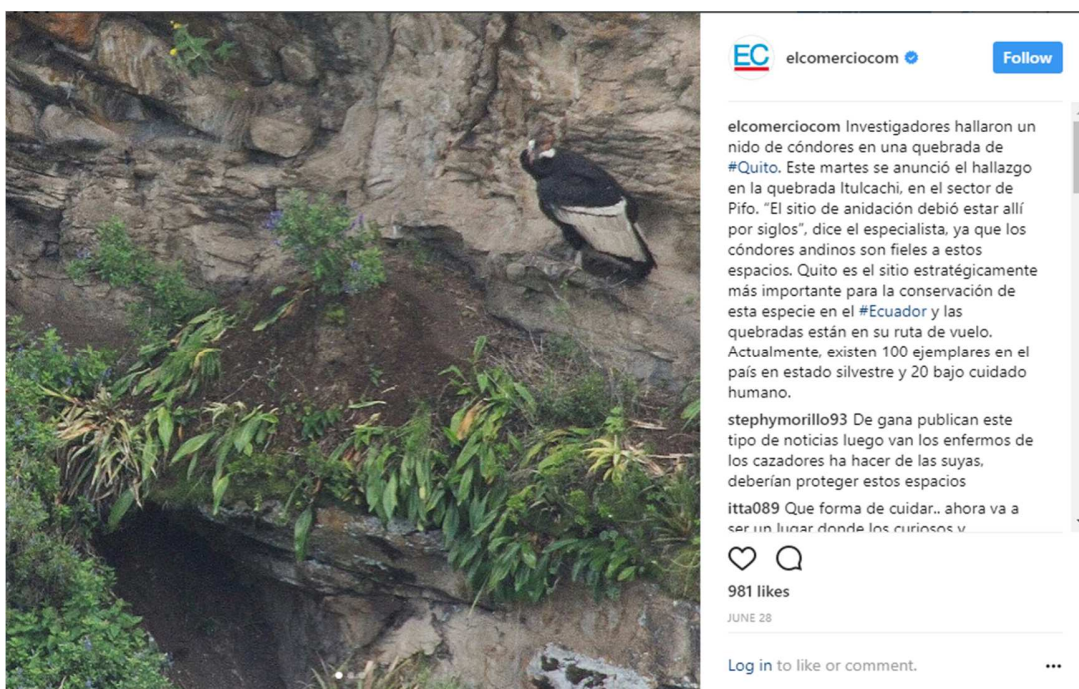 EC
elcomerciocom
Follow
elcomerciocom Investigadores hallaron un
nido de cóndores en una quebrada de
#Quito. Este martes se anunció el hallazgo
en la quebrada Itulcachi, en el sector de
Pifo. "El sitio de anidación debió estar allí
por siglos", dice el especialista, ya que los
cóndores andinos son fieles a estos
espacios. Quito es el sitio estratégicamente
más importante para la conservación de
esta especie en el #Ecuador y las
quebradas están en su ruta de vuelo.
Actualmente, existen 100 ejemplares en el
país en estado silvestre y 20 bajo cuidado
humano.
stephymorillo93 De gana publican este
tipo de noticias luego van los enfermos de
los cazadores ha hacer de las suyas,
deberían proteger estos espacios
itta089 Que forma de cuidar.. ahora va a
ser un lugar donde los curiosos y
981 likes
JUNE 28
Log in to like or comment.